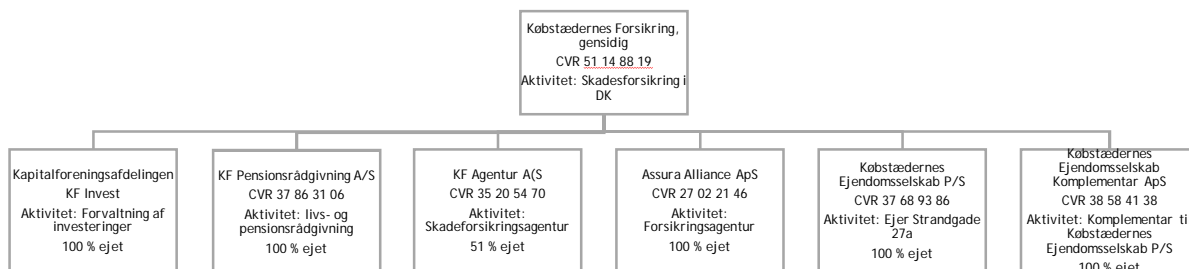 Købstædernes Forsikring,
gensidig
CVR 51 14 88 19
Aktivitet: Skadesforsikring i
DK
Kapitalforeningsafdelingen
KF Invest
Aktivitet: Forvaltning af
investeringer
100 % ejet
KF Pensionsrådgivning A/S
CVR 37 86 31 06
Aktivitet: livs- og
pensionsrådgivning
100 % ejet
KF Agentur A(S
CVR 35 20 54 70
Aktivitet:
Skadeforsikringsagentur
51 % ejet
Assura Alliance ApS
CVR 27 02 21 46
Aktivitet:
Forsikringsagentur
100 % ejet
Købstædernes
Ejendomsselskab P/S
CVR 37 68 93 86
Aktivitet: Ejer Strandgade
27a
100 % ejet
Købstædernes
Ejendomsselskab
Komplementar ApS
CVR 38 58 41 38
Aktivitet: Komplementar ti
Købstædernes
Ejendomsselskab P/S
100 % ejet